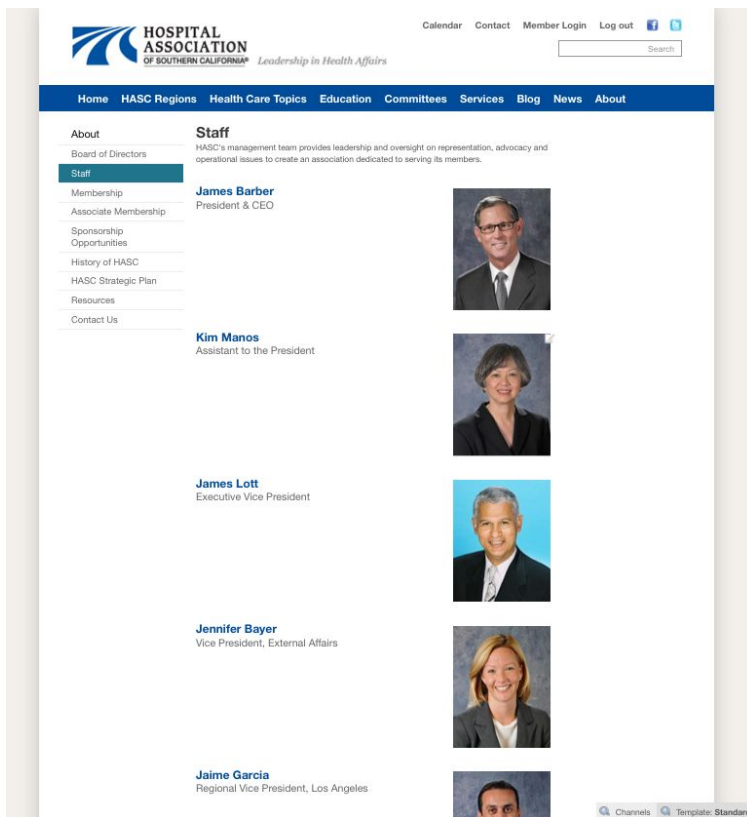 HOSPITAL
ASSOCIATION
OF SOUTHERN CALIFORNIA®
Leadership in Health Affairs
Calendar Contact Member Login Log out
Search
Home HASC Regions Health Care Topics Education Committees Services Blog News About
About
Board of Directors
Staff
Membership
Associate Membership
Sponsorship
Opportunities
History of HASC
HASC Strategic Plan
Resources
Contact Us
Staff
HASC's management team provides leadership and oversight on representation, advocacy and
operational issues to create an association dedicated to serving its members.
James Barber
President & CEO
Kim Manos
Assistant to the President
James Lott
Executive Vice President
Jennifer Bayer
Vice President, External Affairs
Jaime Garcia
Regional Vice President, Los Angeles
Channels Template: Standard